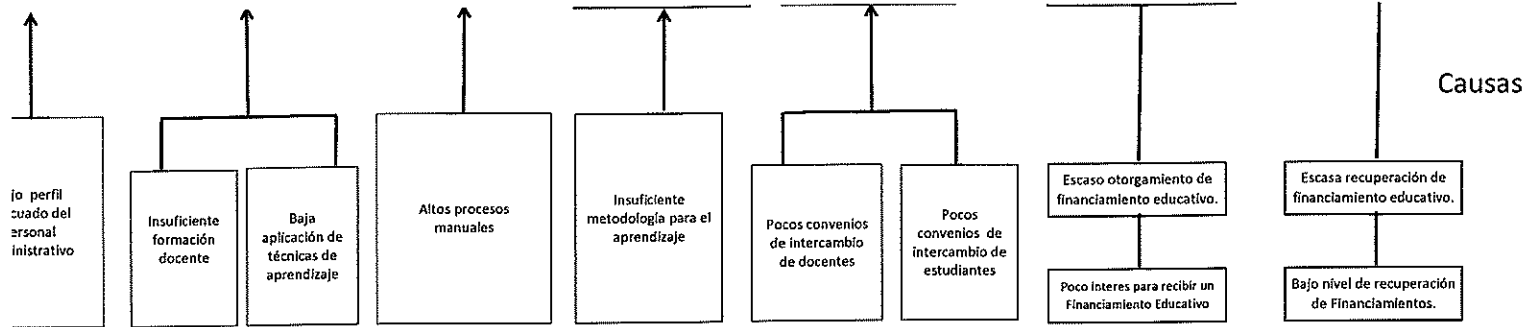 Causas
jo perfil
cuado del
ersonal
inistrativo
Insuficiente
formación
docente
Baja
aplicación de
técnicas de
aprendizaje
Altos procesos
manuales
Insuficiente
metodología para el
aprendizaje
Pocos convenios
de intercambio
de docentes
Pocos
convenios de
intercambio de
estudiantes
Escaso otorgamiento de
financiamiento educativo.
Poco interes para recibir un
Financiamiento Educativo
Escasa recuperación de
financiamiento educativo.
Bajo nivel de recuperación
de Financiamientos.